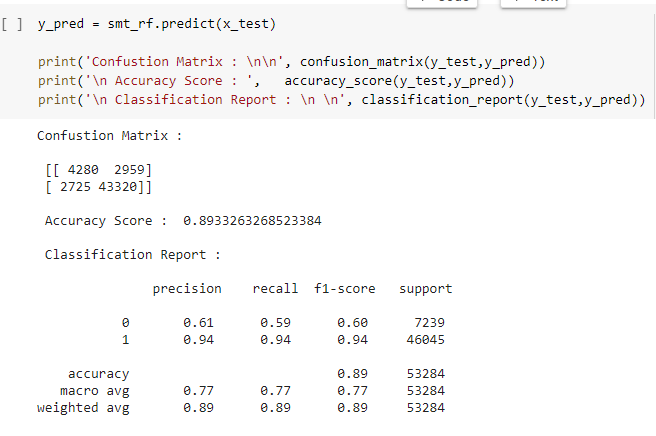 [ ] y_pred = smt_rf.predict(x_test)
print('Confustion Matrix : \n\n', confusion_matrix(y_test,y_pred))
print('\n Accuracy Score : ',   accuracy_score(y_test,y_pred))
print('\n Classification Report : \n \n', classification_report(y_test,y_pred))
Confustion Matrix :
[[ 4280  2959]
[ 2725 43320]]
Accuracy Score :  0.8933263268523384
Classification Report :
precision    recall  f1-score   support
0       0.61      0.59      0.60      7239
1       0.94      0.94      0.94     46045
accuracy                           0.89     53284
macro avg       0.77      0.77      0.77     53284
weighted avg       0.89      0.89      0.89     53284